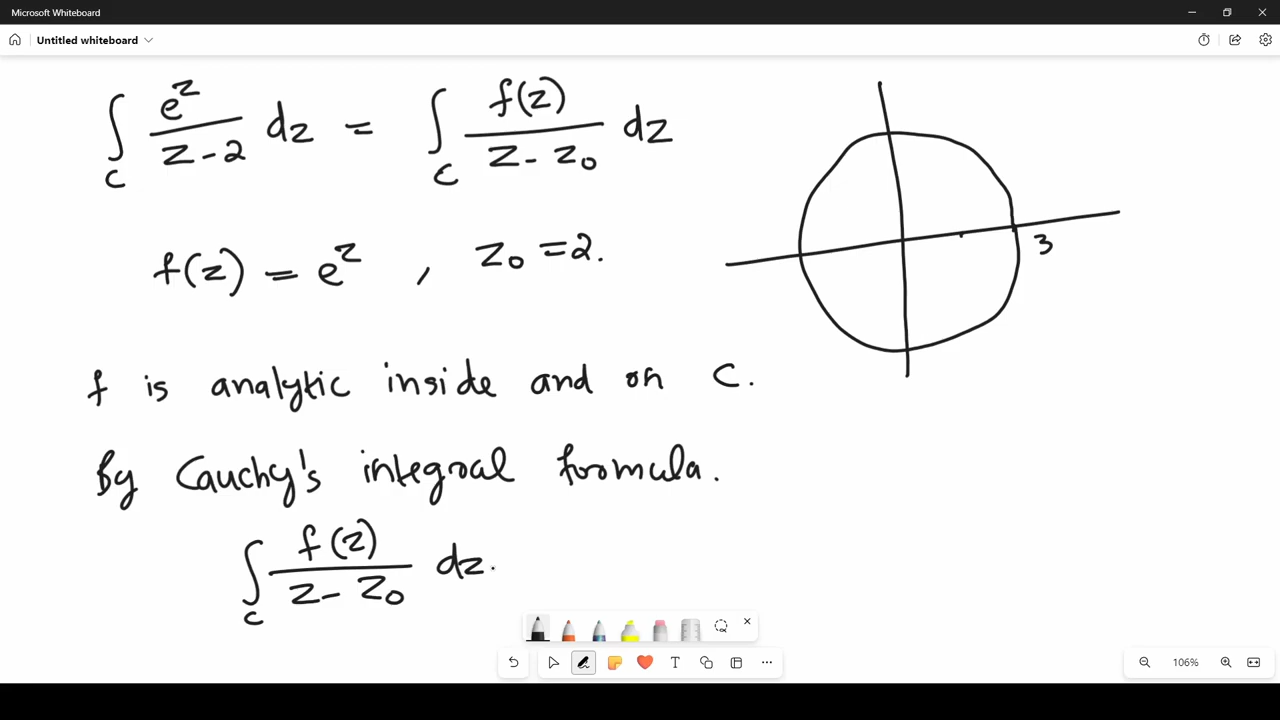 Microsoft Whiteboard
Untitled whiteboard
∫_C e^z/(z-2) dz = ∫_C f(z)/(z-z₀) dz
3
f(z) = e^z , z₀ = 2.
f is analytic inside and on C.
By Cauchy's integral formula.
∫_C f(z)/(z-z₀) dz.
106%